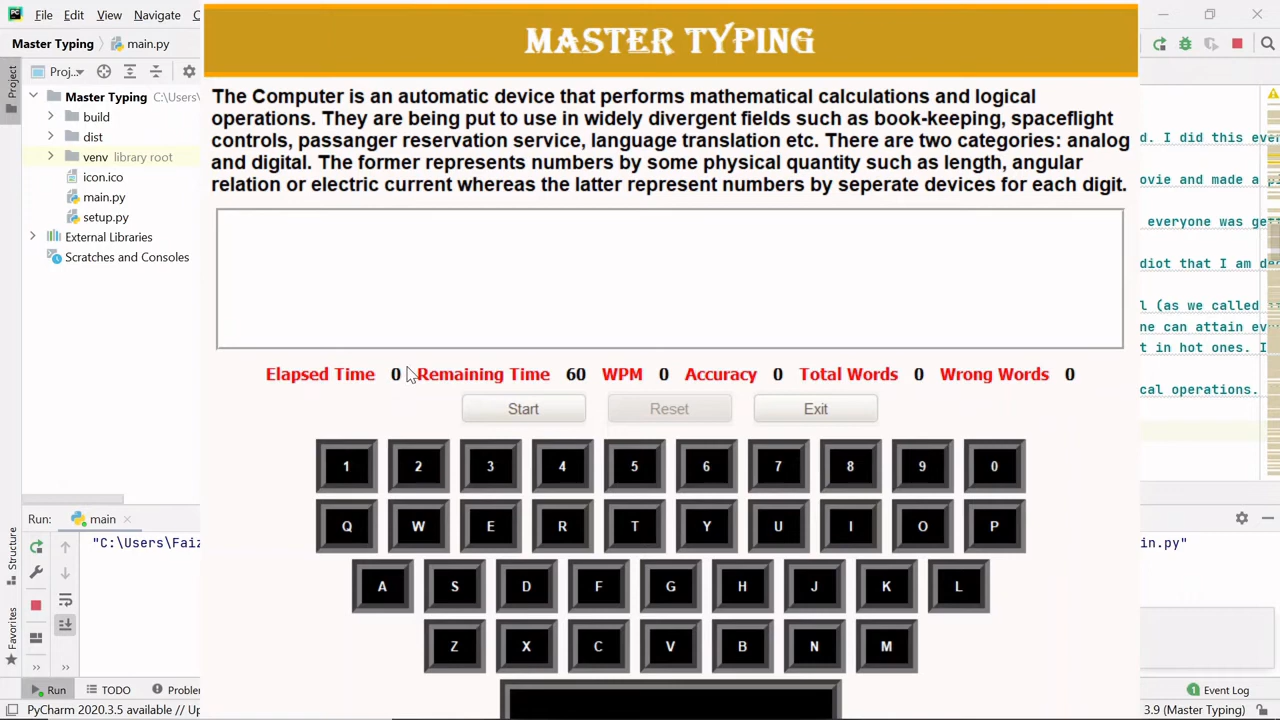 File Edit View Navigate
MASTER TYPING
Master Typing main.py
Project
Proj...
Master Typing C:\Users\
build
dist
venv library root
icon.ico
main.py
setup.py
External Libraries
Scratches and Consoles
The Computer is an automatic device that performs mathematical calculations and logical
operations. They are being put to use in widely divergent fields such as book-keeping, spaceflight
controls, passanger reservation service, language translation etc. There are two categories: analog
and digital. The former represents numbers by some physical quantity such as length, angular
relation or electric current whereas the latter represent numbers by seperate devices for each digit.
d. I did this eve
ovie and made a
everyone was
diot that I am
l (as we called
ne can attain
t in hot ones. I
cal operations.
Elapsed Time 0 Remaining Time 60 WPM 0 Accuracy 0 Total Words 0 Wrong Words 0
Start Reset Exit
1 2 3 4 5 6 7 8 9 0
Q W E R T Y U I O P
A S D F G H J K L
Z X C V B N M
Run: main
"C:\Users\Faiz
in.py"
Structure
Favorites
Run TODO Problem
Event Log
PyCharm 2020.3.5 available // Up
3.9 (Master Typing)